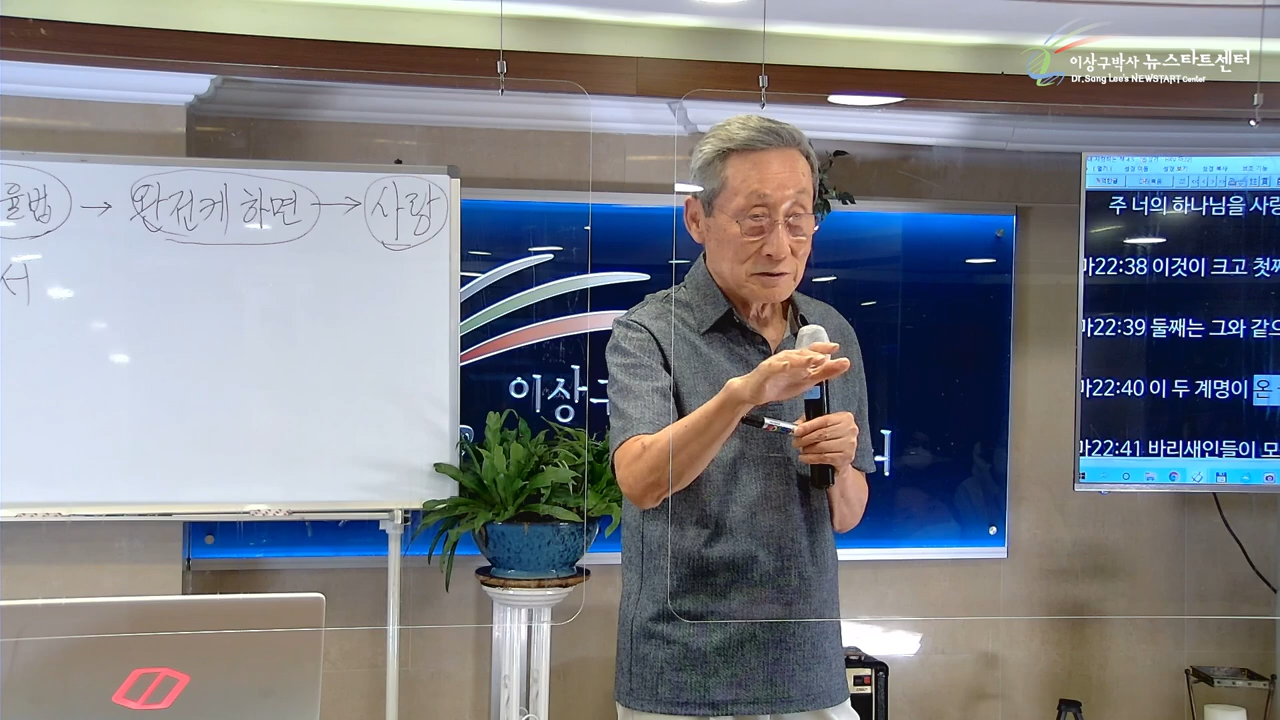 이상구박사 뉴스타트센터
Dr.Sang Lee's NEWSTART Center
율법 → 완전케 하면 → 사랑
서
이상구
주 너의 하나님을 사랑
마22:38 이것이 크고 첫째
마22:39 둘째는 그와 같으
마22:40 이 두 계명이 온
마22:41 바리새인들이 모